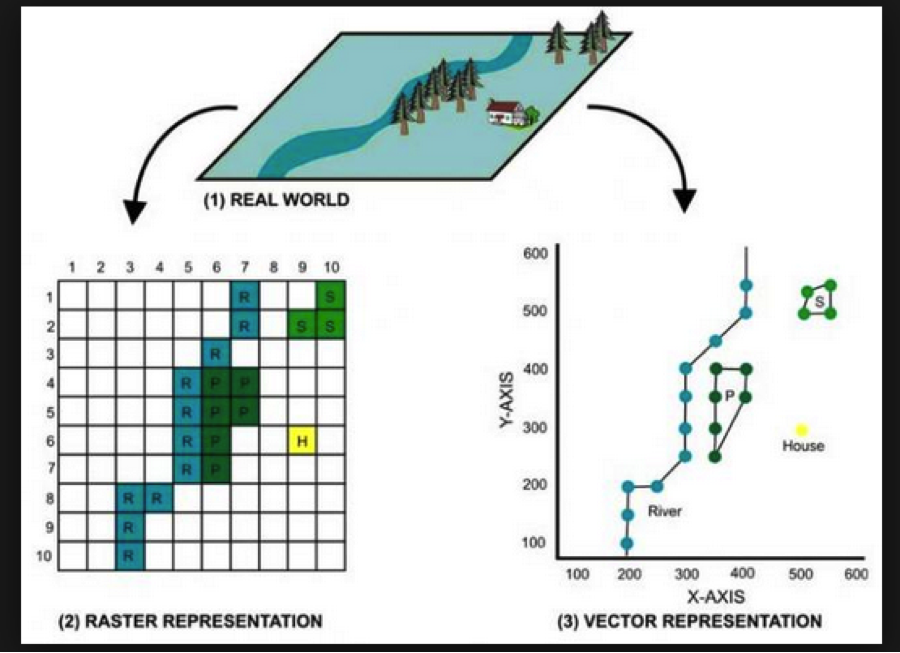 (1) REAL WORLD
1 2 3 4 5 6 7 8 9 10
1 R S
2 R S S
3 R
4 R P P
5 R P P
6 R P H
7 R P
8 R R
9 R
10 R
(2) RASTER REPRESENTATION
600
500
400
300
200
100
Y-AXIS
S
P
House
River
100 200 300 400 500 600
X-AXIS
(3) VECTOR REPRESENTATION